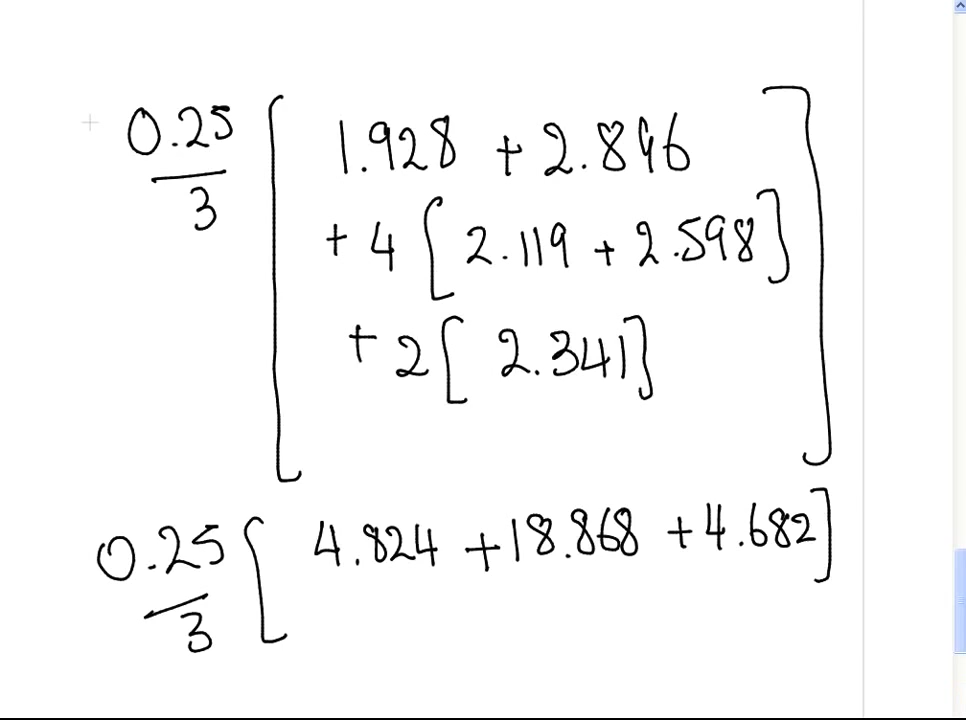 0.25/3 [ 1.928 + 2.896
+ 4 [ 2.119 + 2.598 ]
+ 2 [ 2.341 ] ]
0.25/3 [ 4.824 + 18.868 + 4.682 ]